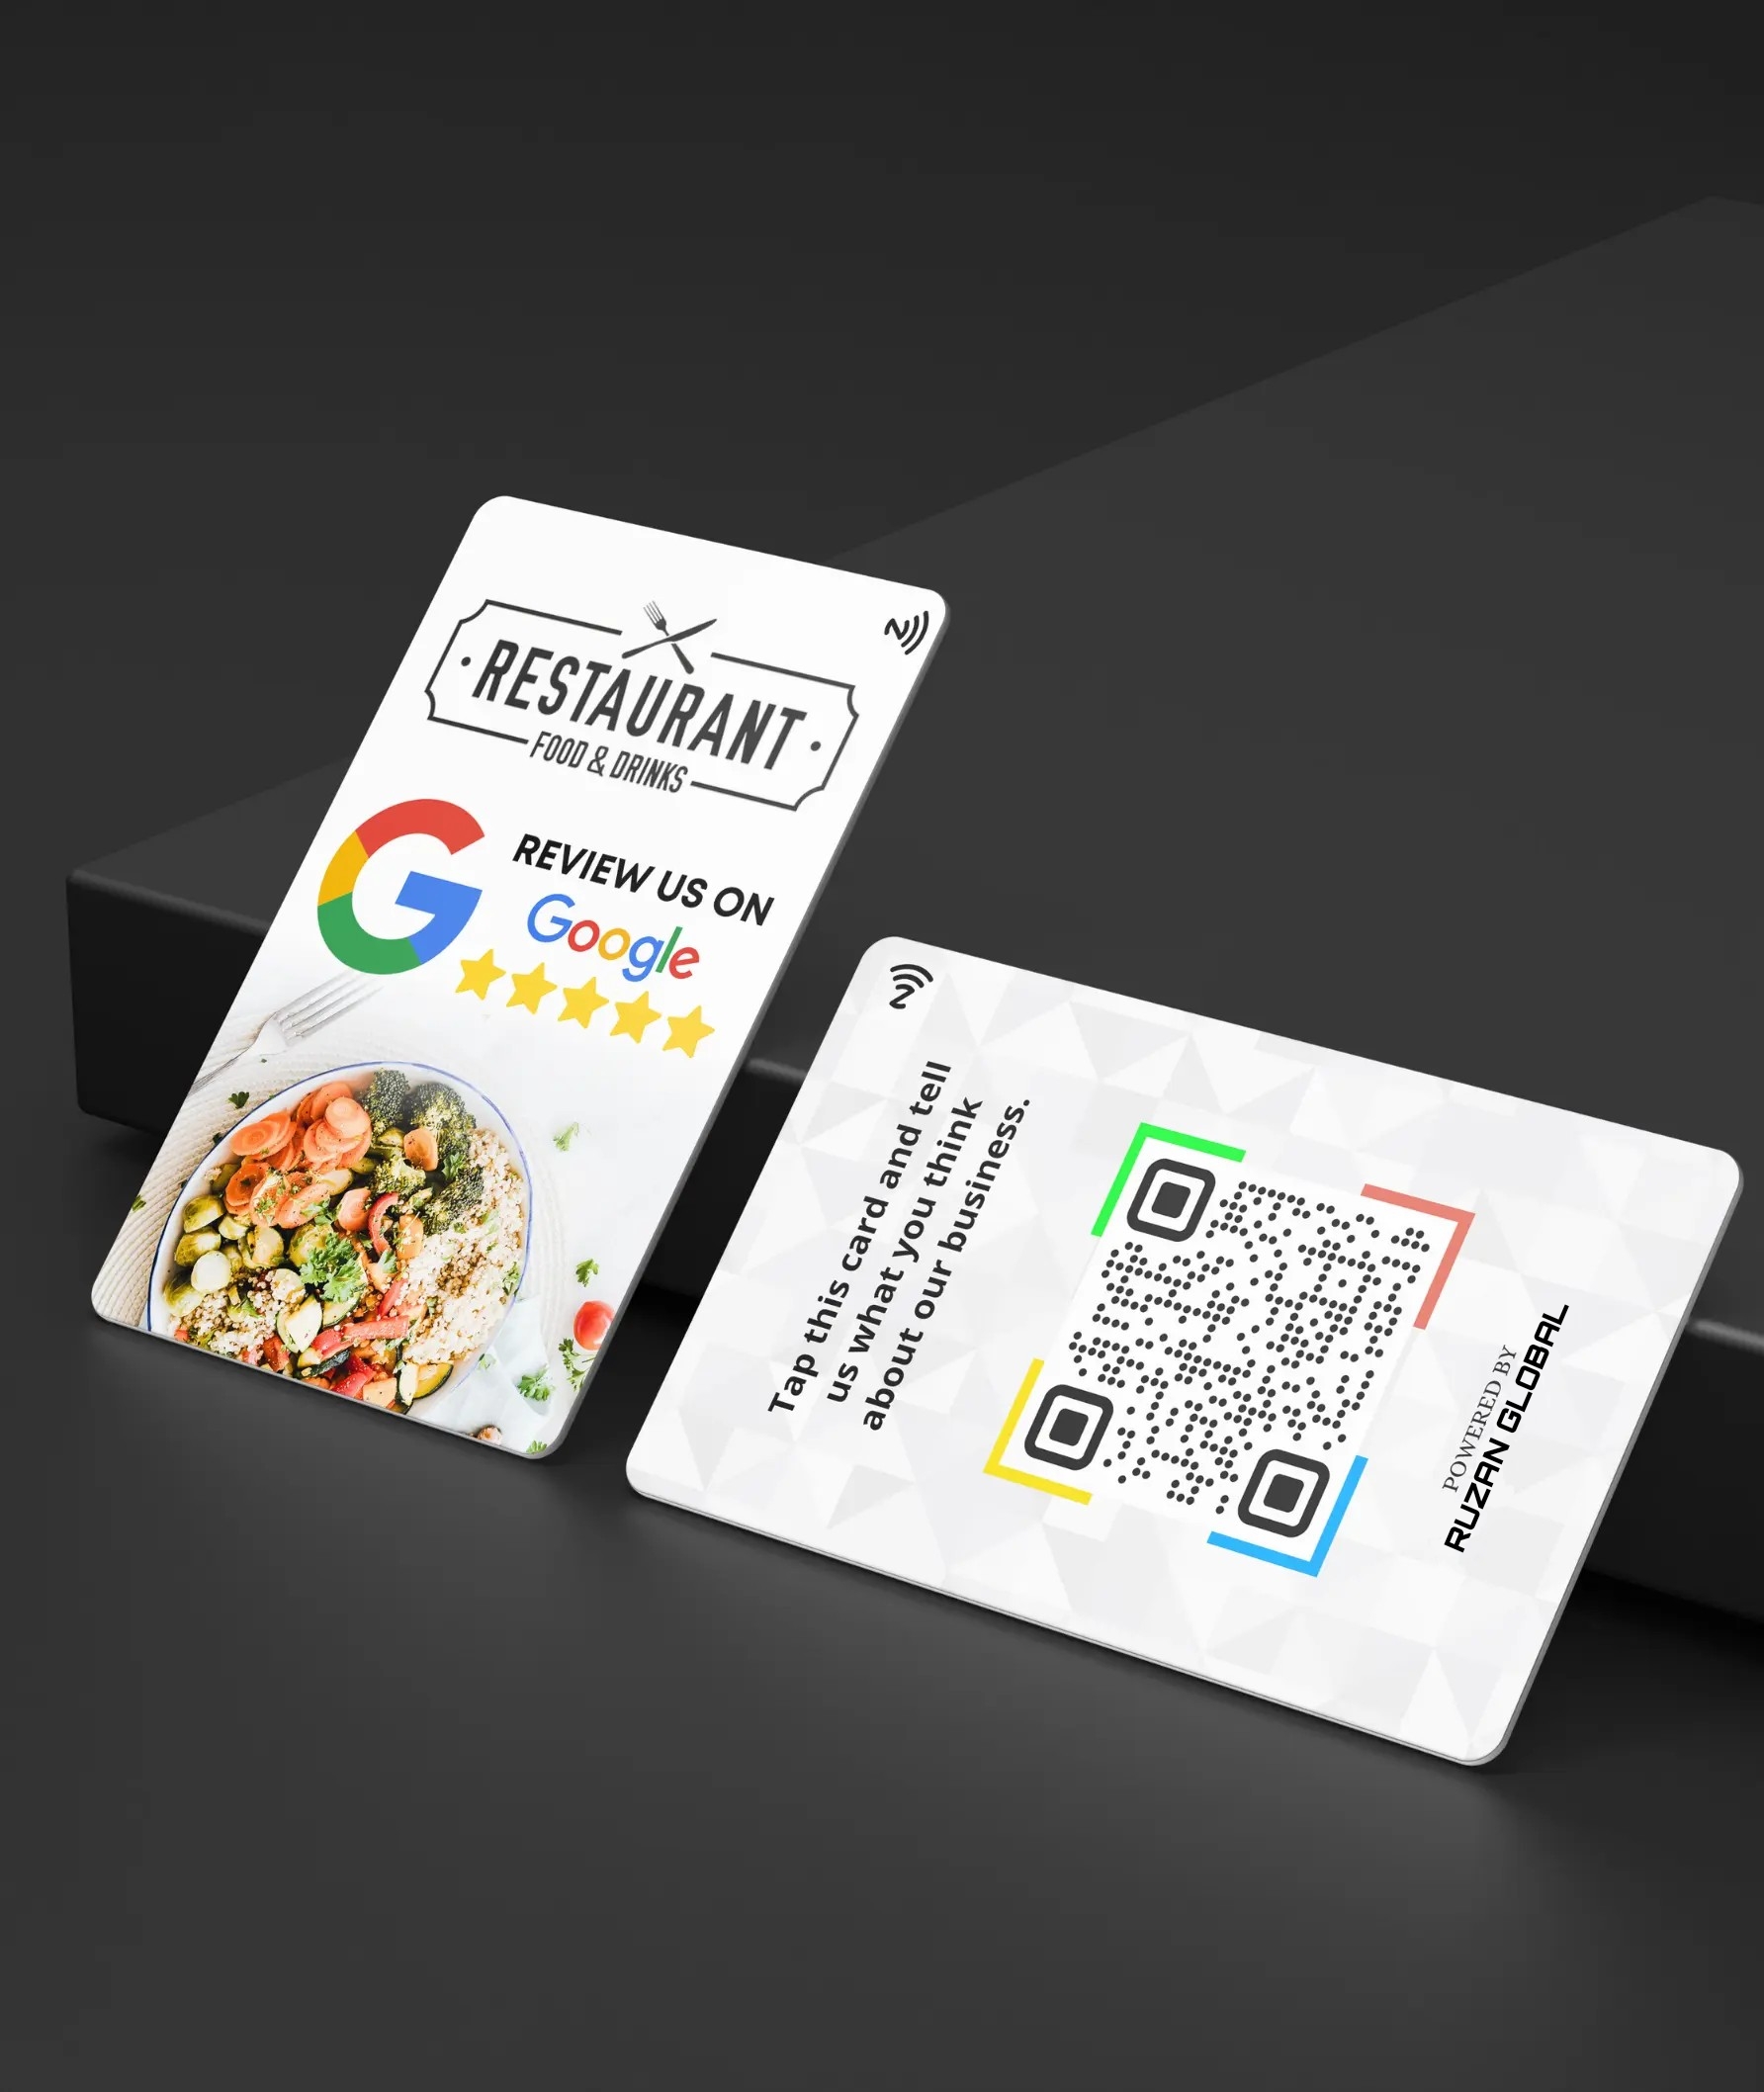 RESTAURANT
FOOD & DRINKS
REVIEW US ON
Google
Tap this card and tell
us what you think
about our business.
POWERED BY
RUZAN GLOBAL